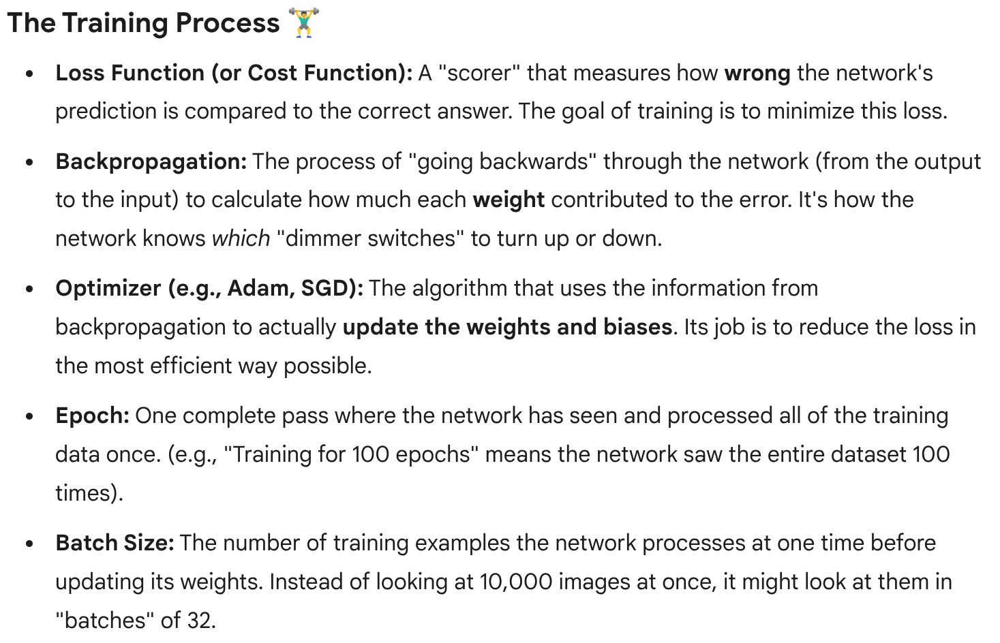 The Training Process 🏋️‍♂️
• Loss Function (or Cost Function): A "scorer" that measures how wrong the network's
prediction is compared to the correct answer. The goal of training is to minimize this loss.
• Backpropagation: The process of "going backwards" through the network (from the output
to the input) to calculate how much each weight contributed to the error. It's how the
network knows which "dimmer switches" to turn up or down.
• Optimizer (e.g., Adam, SGD): The algorithm that uses the information from
backpropagation to actually update the weights and biases. Its job is to reduce the loss in
the most efficient way possible.
• Epoch: One complete pass where the network has seen and processed all of the training
data once. (e.g., "Training for 100 epochs" means the network saw the entire dataset 100
times).
• Batch Size: The number of training examples the network processes at one time before
updating its weights. Instead of looking at 10,000 images at once, it might look at them in
"batches" of 32.